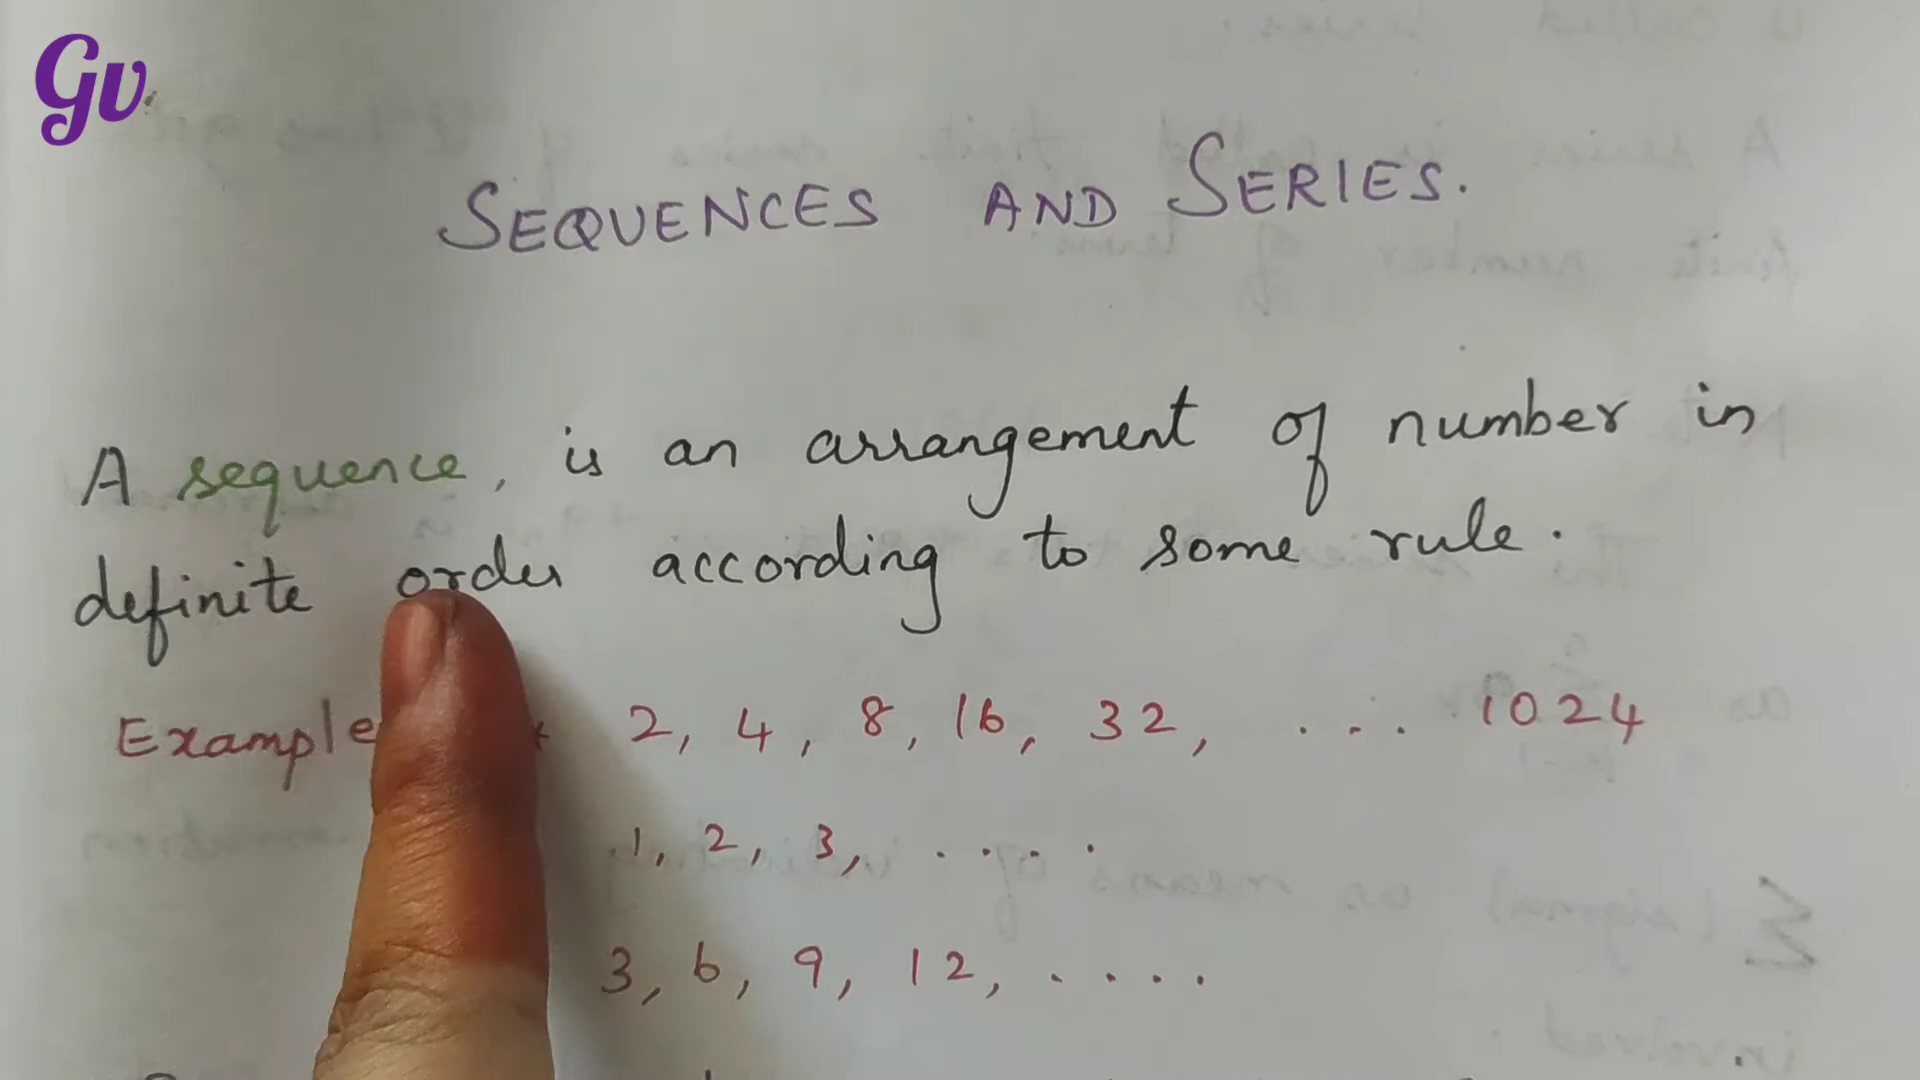 Gv
SEQUENCES AND SERIES.
A sequence, is an arrangement of number in
definite order according to some rule.
Example 2, 4, 8, 16, 32, ... 1024
1, 2, 3, ....
3, 6, 9, 12, ....